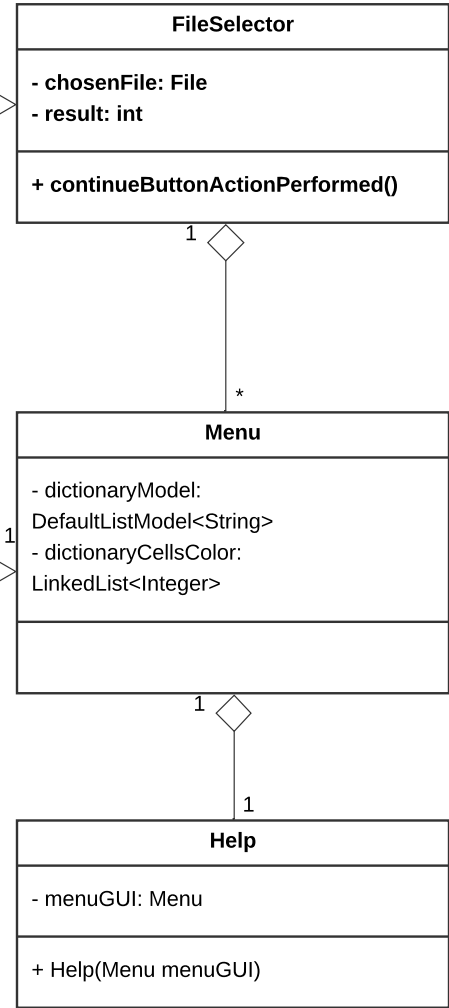 FileSelector
- chosenFile: File
- result: int
+ continueButtonActionPerformed()
1
*
Menu
- dictionaryModel:
DefaultListModel<String>
- dictionaryCellsColor:
1
LinkedList<Integer>
1
1
Help
- menuGUI: Menu
+ Help(Menu menuGUI)